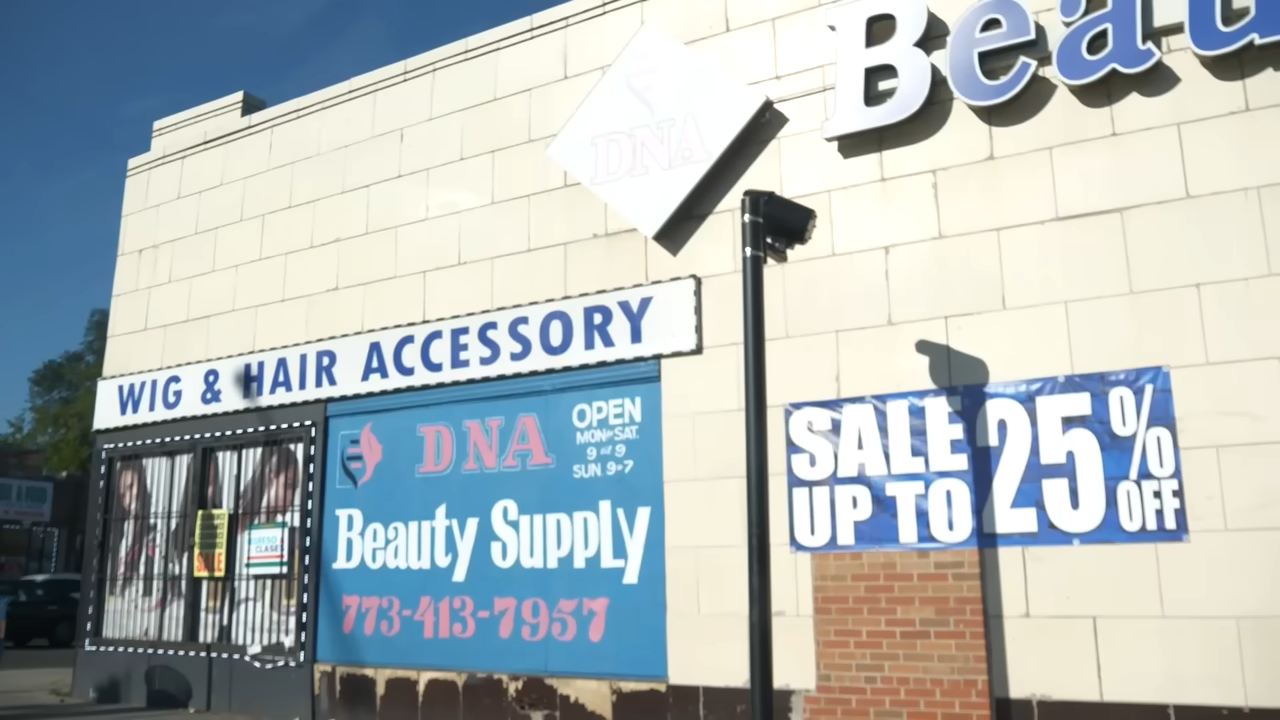 Beau
DNA
WIG & HAIR ACCESSORY
DNA
OPEN
MON-SAT.
9 9
SUN 9-7
Beauty Supply
773-413-7957
SALE
UP TO
25%
OFF
SALE
CLASES